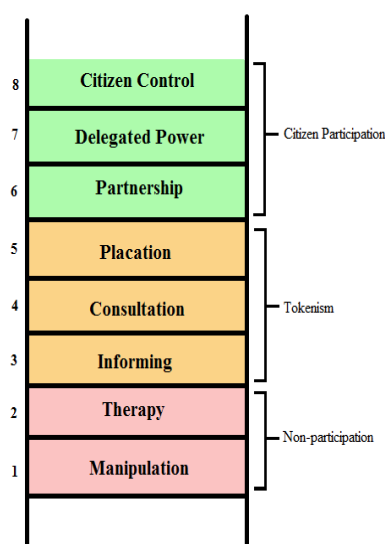 8 Citizen Control
7 Delegated Power
Citizen Participation
6 Partnership
5 Placation
4 Consultation
Tokenism
3 Informing
2 Therapy
Non-participation
1 Manipulation